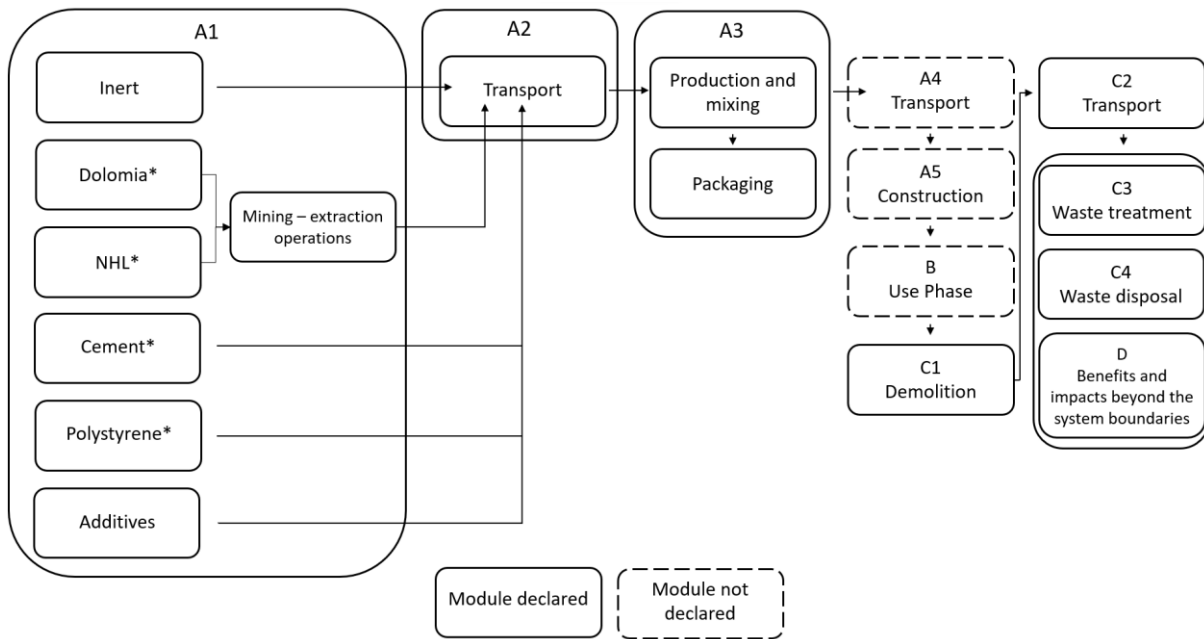 A1
Inert
Dolomia*
NHL*
Mining – extraction
operations
Cement*
Polystyrene*
Additives
A2
Transport
A3
Production and
mixing
Packaging
A4
Transport
A5
Construction
B
Use Phase
C1
Demolition
C2
Transport
C3
Waste treatment
C4
Waste disposal
D
Benefits and
impacts beyond the
system boundaries
Module declared
Module not
declared